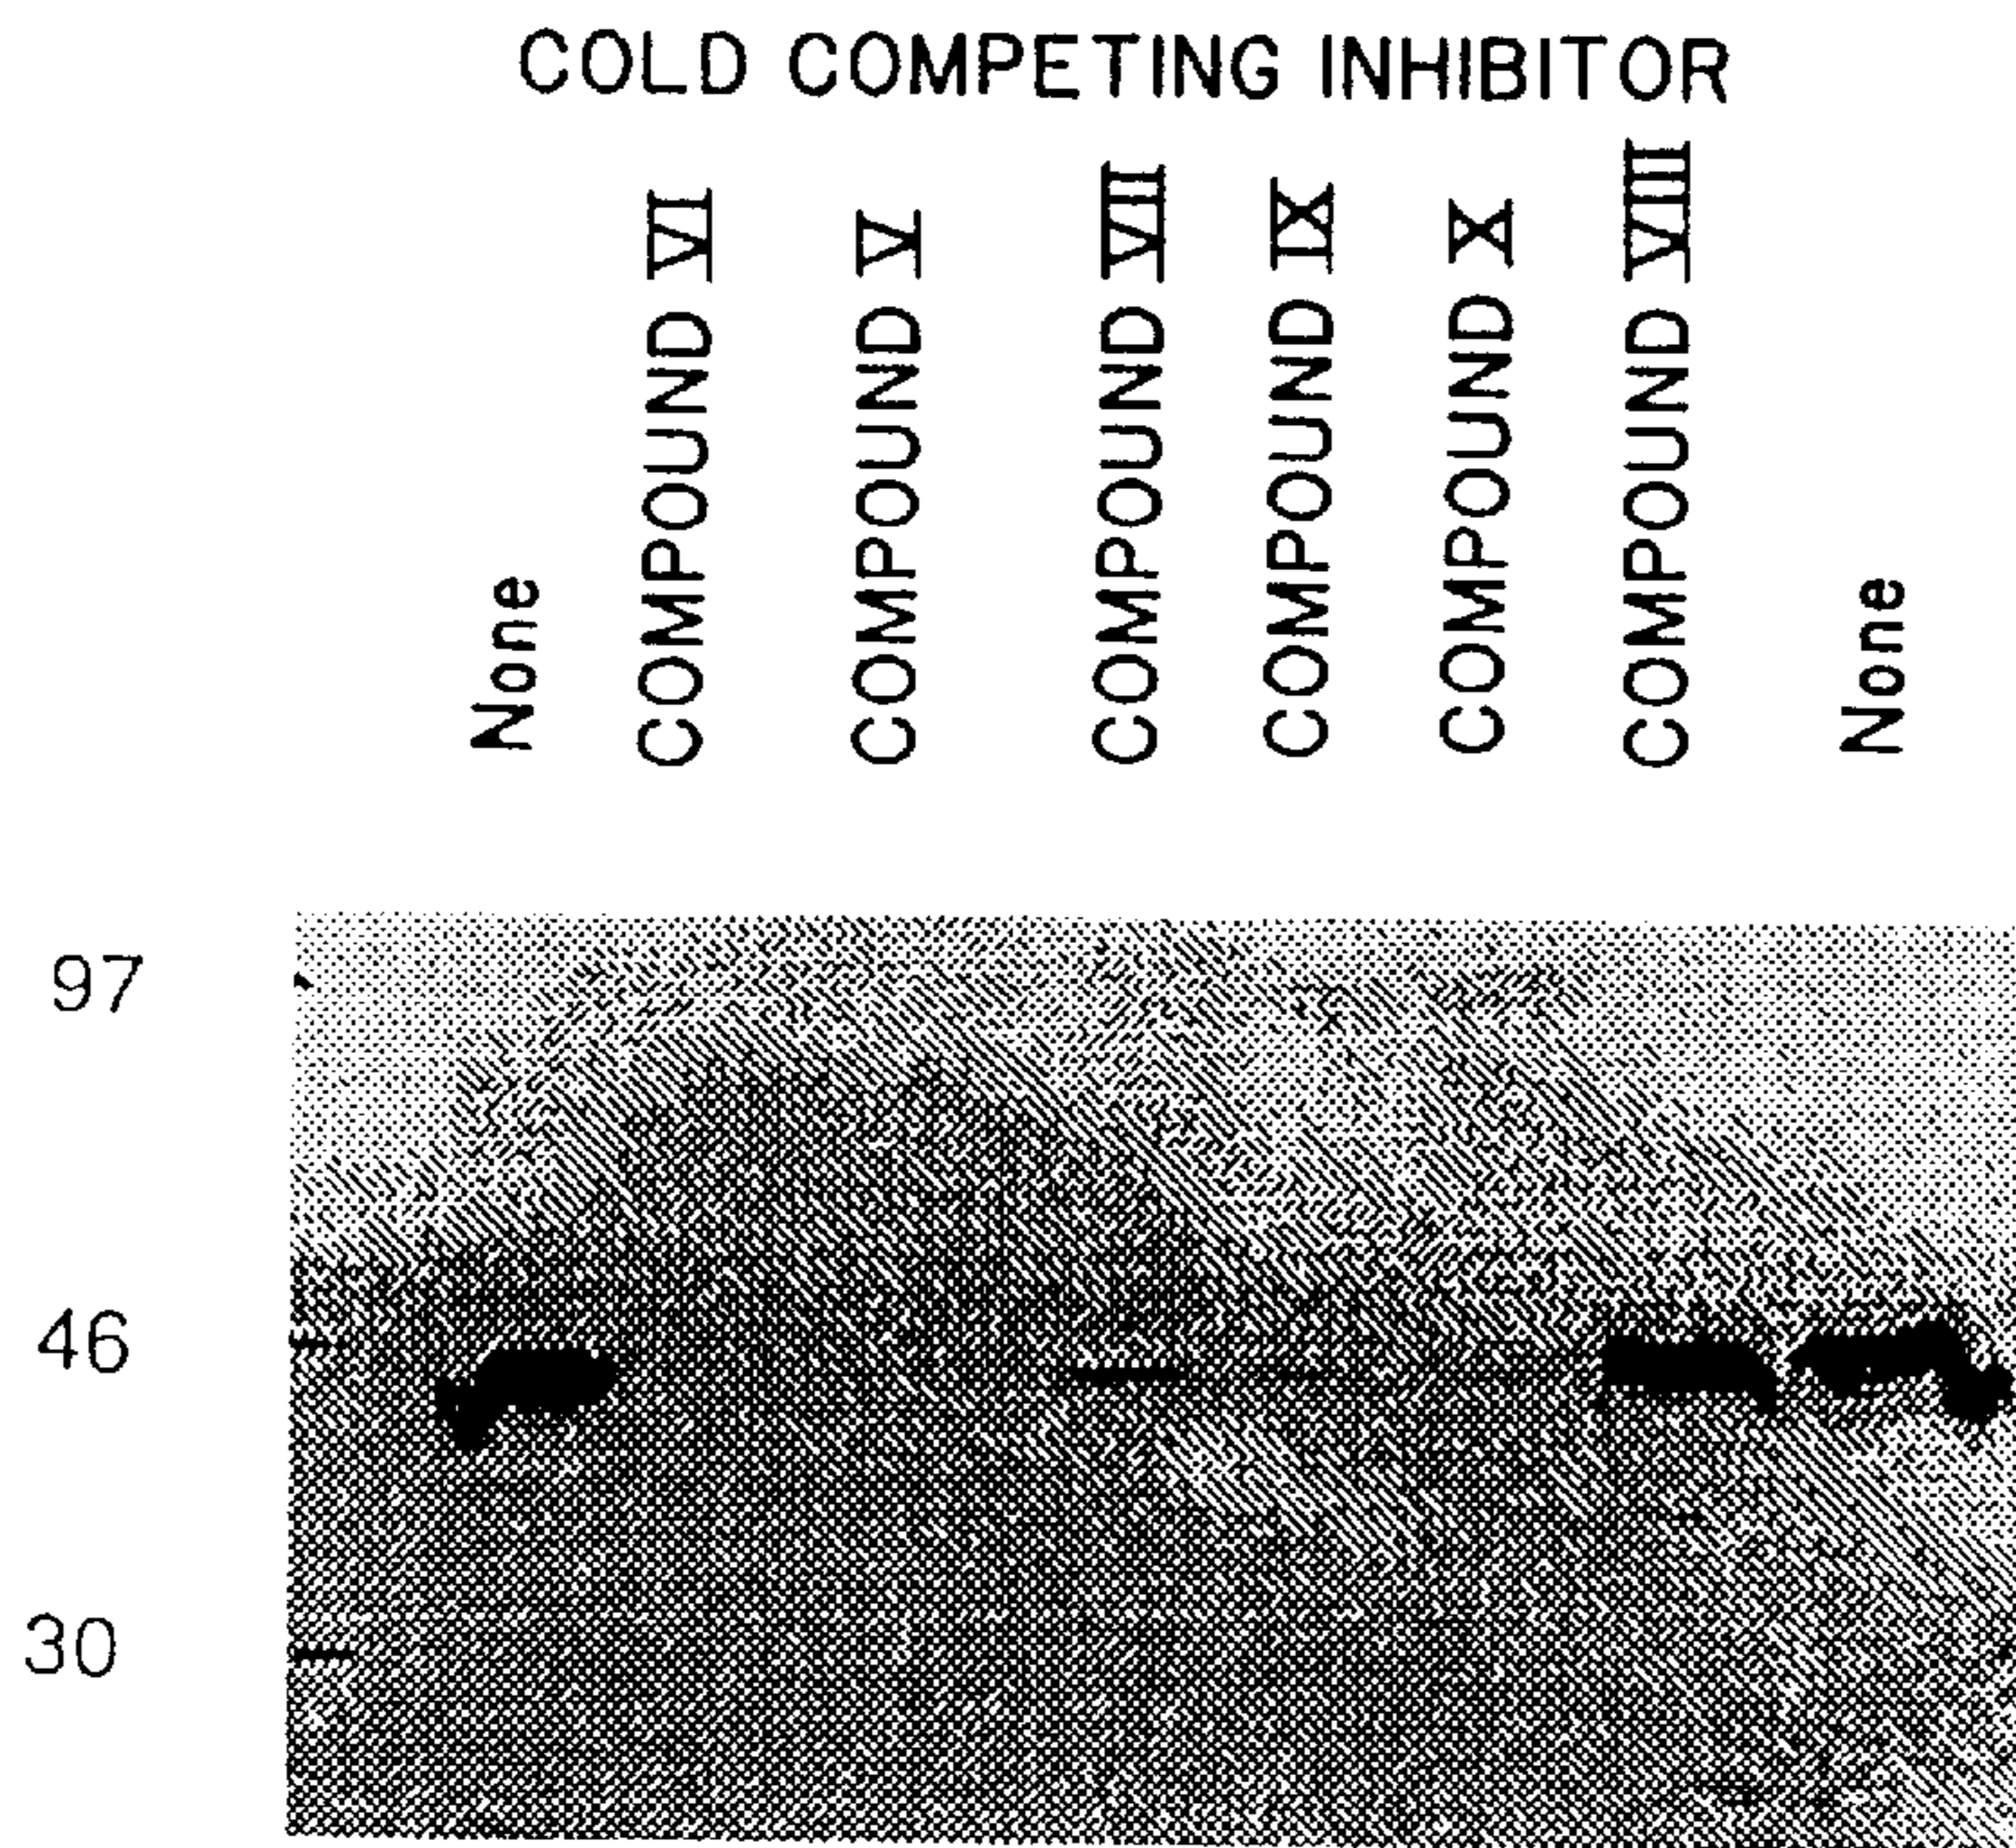 COLD COMPETING INHIBITOR
None
COMPOUND VI
COMPOUND V
COMPOUND VII
COMPOUND IX
COMPOUND X
COMPOUND VIII
None
97
46
30